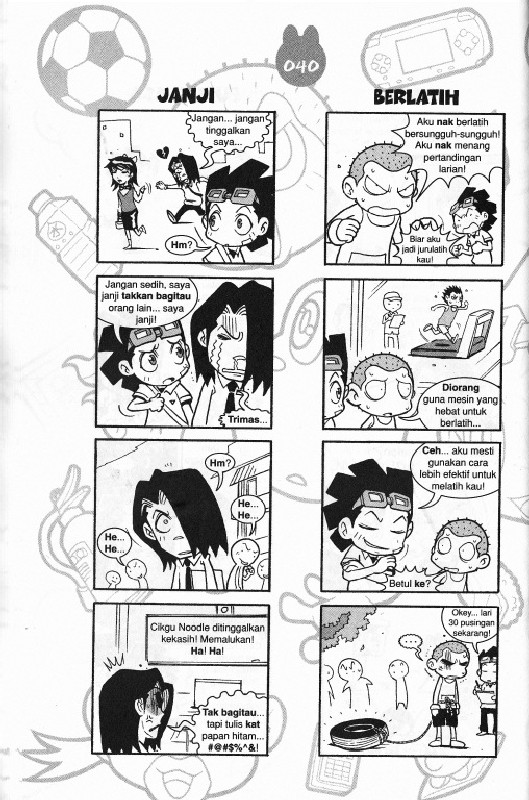 040
JANJI
Jangan... jangan
tinggalkan
saya...
Hm?
Jangan sedih, saya
janji takkan bagitau
orang lain... saya
janji!
Trimas...
Hm?
He...
He...
He...
He...
Cikgu Noodle ditinggalkan
kekasih! Memalukan!!
Ha! Ha!
Tak bagitau...
tapi tulis kat
papan hitam...
#@#$%^&!
BERLATIH
Aku nak berlatih
bersungguh-sungguh!
Aku nak menang
pertandingan
larian!
Biar aku
jadi jurulatih
kau!
Diorang
guna mesin yang
hebat untuk
berlatih...
Ceh... aku mesti
gunakan cara
lebih efektif untuk
melatih kau!
Betul ke?
...
Okey... lari
30 pusingan
sekarang!